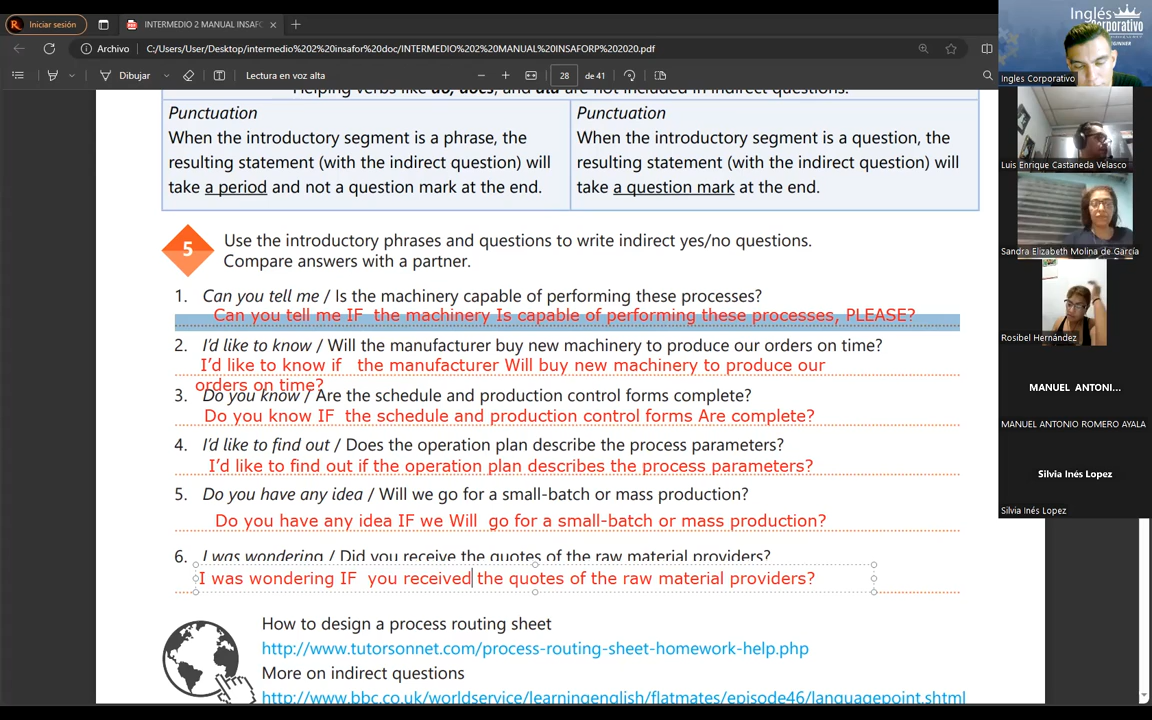 Iniciar sesión
INTERMEDIO 2 MANUAL INSAFO
Archivo
C:/Users/User/Desktop/intermedio%202%20insafor%20doc/INTERMEDIO%202%20MANUAL%20INSAFORP%202020.pdf
Dibujar
Lectura en voz alta
28
de 41
Helping verbs like do, does, and did are not included in indirect questions.
Punctuation
When the introductory segment is a phrase, the
resulting statement (with the indirect question) will
take a period and not a question mark at the end.
Punctuation
When the introductory segment is a question, the
resulting statement (with the indirect question) will
take a question mark at the end.
5
Use the introductory phrases and questions to write indirect yes/no questions.
Compare answers with a partner.
1. Can you tell me / Is the machinery capable of performing these processes?
Can you tell me IF the machinery Is capable of performing these processes, PLEASE?
2. I'd like to know / Will the manufacturer buy new machinery to produce our orders on time?
I'd like to know if the manufacturer Will buy new machinery to produce our
orders on time?
3. Do you know / Are the schedule and production control forms complete?
Do you know IF the schedule and production control forms Are complete?
4. I'd like to find out / Does the operation plan describe the process parameters?
I'd like to find out if the operation plan describes the process parameters?
5. Do you have any idea / Will we go for a small-batch or mass production?
Do you have any idea IF we Will go for a small-batch or mass production?
6. I was wondering / Did you receive the quotes of the raw material providers?
I was wondering IF you received the quotes of the raw material providers?
How to design a process routing sheet
http://www.tutorsonnet.com/process-routing-sheet-homework-help.php
More on indirect questions
http://www.bbc.co.uk/worldservice/learningenglish/flatmates/episode46/languagepoint.shtml
Inglés
Corporativo
Ingles Corporativo
Luis Enrique Castaneda Velasco
Sandra Elizabeth Molina de García
Rosibel Hernández
MANUEL ANTONI...
MANUEL ANTONIO ROMERO AYALA
Silvia Inés Lopez
Silvia Inés Lopez